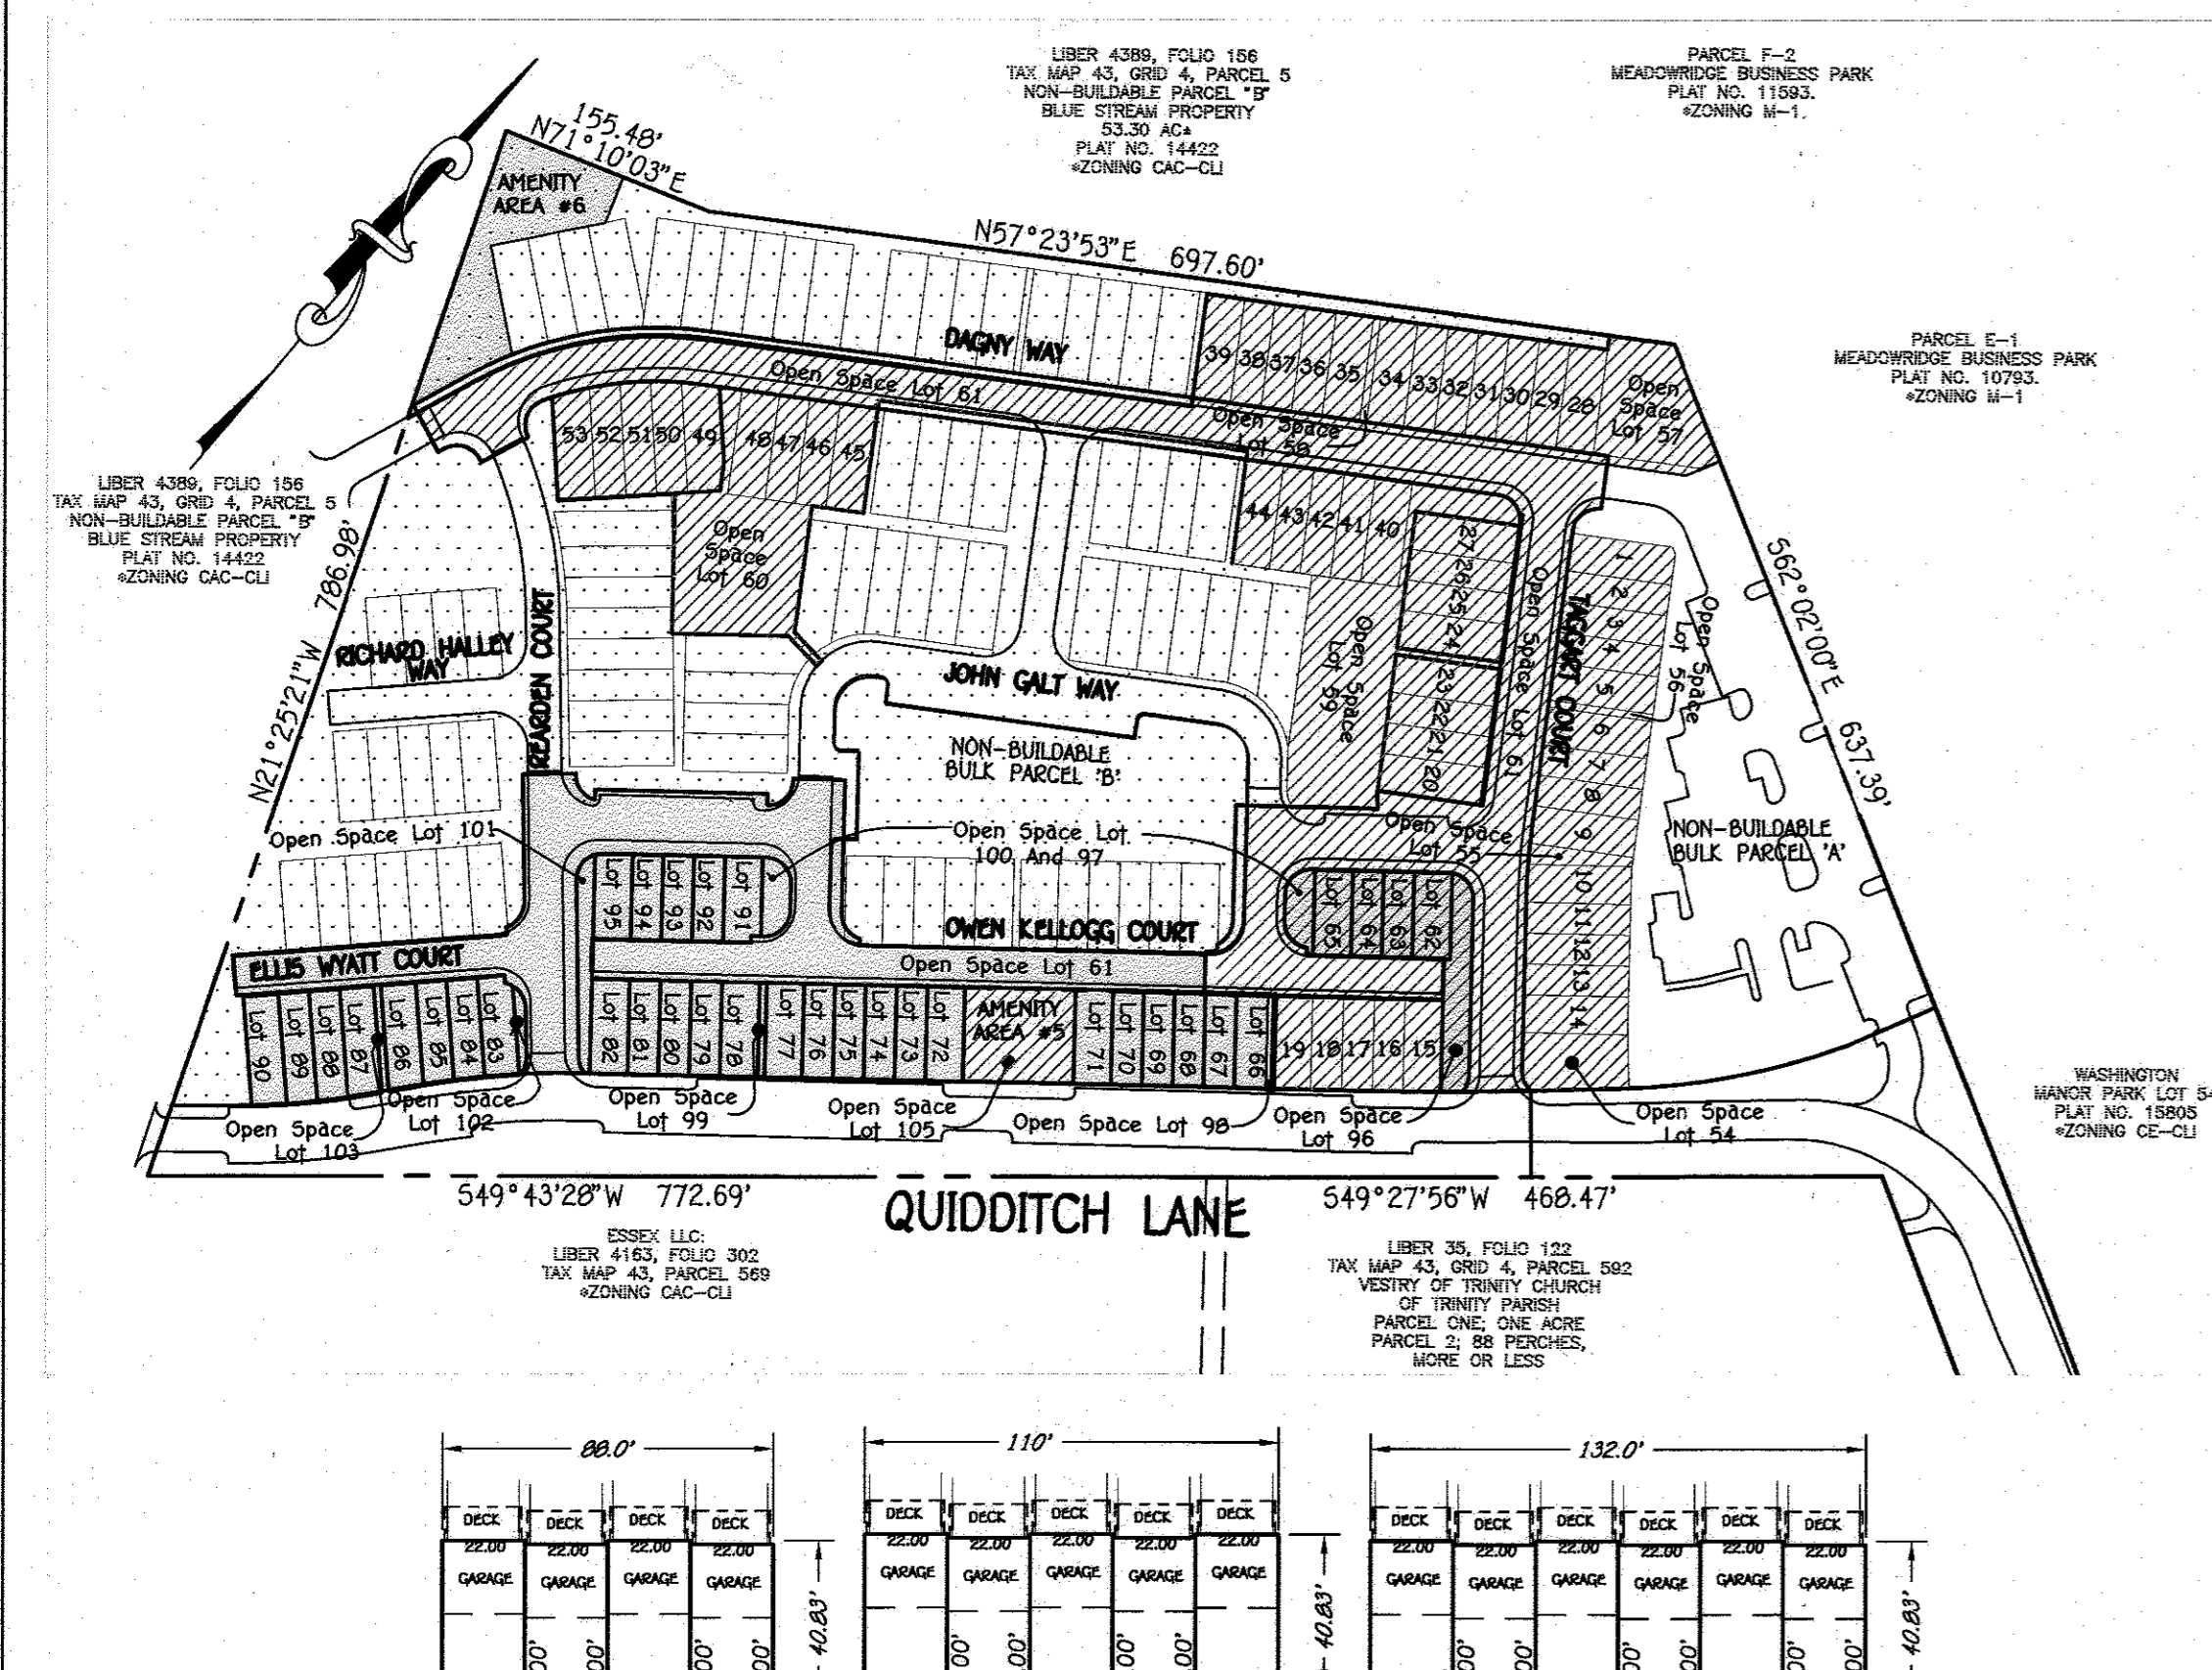 LIBER 4389, FOLIO 156
TAX MAP 43, GRID 4, PARCEL 5
NON-BUILDABLE PARCEL "B"
BLUE STREAM PROPERTY
53.30 AC±
PLAT NO. 14422
*ZONING CAC-CLI
PARCEL F-2
MEADOWRIDGE BUSINESS PARK
PLAT NO. 11593.
*ZONING M-1.
155.48'
N71°10'03"E
AMENITY
AREA #6
N57°23'53"E 697.60'
DAGNY WAY
Open Space Lot 61
39 38 37 36 35 34 33 32 31 30 29 28
Open
Space
Lot 57
PARCEL E-1
MEADOWRIDGE BUSINESS PARK
PLAT NO. 10793.
*ZONING M-1
Open Space
Lot 58
53 52 51 50 49 48 47 46 45
LIBER 4389, FOLIO 156
TAX MAP 43, GRID 4, PARCEL 5
NON-BUILDABLE PARCEL "B"
BLUE STREAM PROPERTY
PLAT NO. 14422
*ZONING CAC-CLI
N21°25'21"W 786.98'
Open
Space
Lot 60
44 43 42 41 40
27 26 25 24
23 22 21 20
Open Space
Lot 59
Open Space Lot 61
TAGGART COURT
1 2 3 4 5 6 7 8 9 10 11 12 13 14
Open Space
Lot 56
S62°02'00"E 637.39'
RICHARD HALLEY
WAY
REARDEN COURT
JOHN GALT WAY
NON-BUILDABLE
BULK PARCEL 'B'
NON-BUILDABLE
BULK PARCEL 'A'
Open Space Lot 101
Open Space Lot
100 And 97
Open Space
Lot 55
Lot 95
Lot 94
Lot 93
Lot 92
Lot 91
Lot 65
Lot 64
Lot 63
Lot 62
OWEN KELLOGG COURT
ELLIS WYATT COURT
Open Space Lot 61
Lot 90
Lot 89
Lot 88
Lot 87
Lot 86
Lot 85
Lot 84
Lot 83
Lot 82
Lot 81
Lot 80
Lot 79
Lot 78
Lot 77
Lot 76
Lot 75
Lot 74
Lot 73
Lot 72
AMENITY
AREA #5
Lot 71
Lot 70
Lot 69
Lot 68
Lot 67
Lot 66
19 18 17 16 15
Open Space
Lot 103
Open Space
Lot 102
Open Space
Lot 99
Open Space
Lot 105
Open Space Lot 98
Open Space
Lot 96
Open Space
Lot 54
WASHINGTON
MANOR PARK LOT 54
PLAT NO. 15805
*ZONING CE-CLI
S49°43'28"W 772.69'
QUIDDITCH LANE
S49°27'56"W 468.47'
ESSEX LLC:
LIBER 4163, FOLIO 302
TAX MAP 43, PARCEL 569
*ZONING CAC-CLI
LIBER 35, FOLIO 122
TAX MAP 43, GRID 4, PARCEL 592
VESTRY OF TRINITY CHURCH
OF TRINITY PARISH
PARCEL ONE; ONE ACRE
PARCEL 2; 88 PERCHES,
MORE OR LESS
88.0'
110'
132.0'
DECK DECK DECK DECK
22.00 22.00 22.00 22.00
GARAGE GARAGE GARAGE GARAGE
40.83'
DECK DECK DECK DECK DECK
22.00 22.00 22.00 22.00 22.00
GARAGE GARAGE GARAGE GARAGE GARAGE
40.83'
DECK DECK DECK DECK DECK DECK
22.00 22.00 22.00 22.00 22.00 22.00
GARAGE GARAGE GARAGE GARAGE GARAGE GARAGE
40.83'